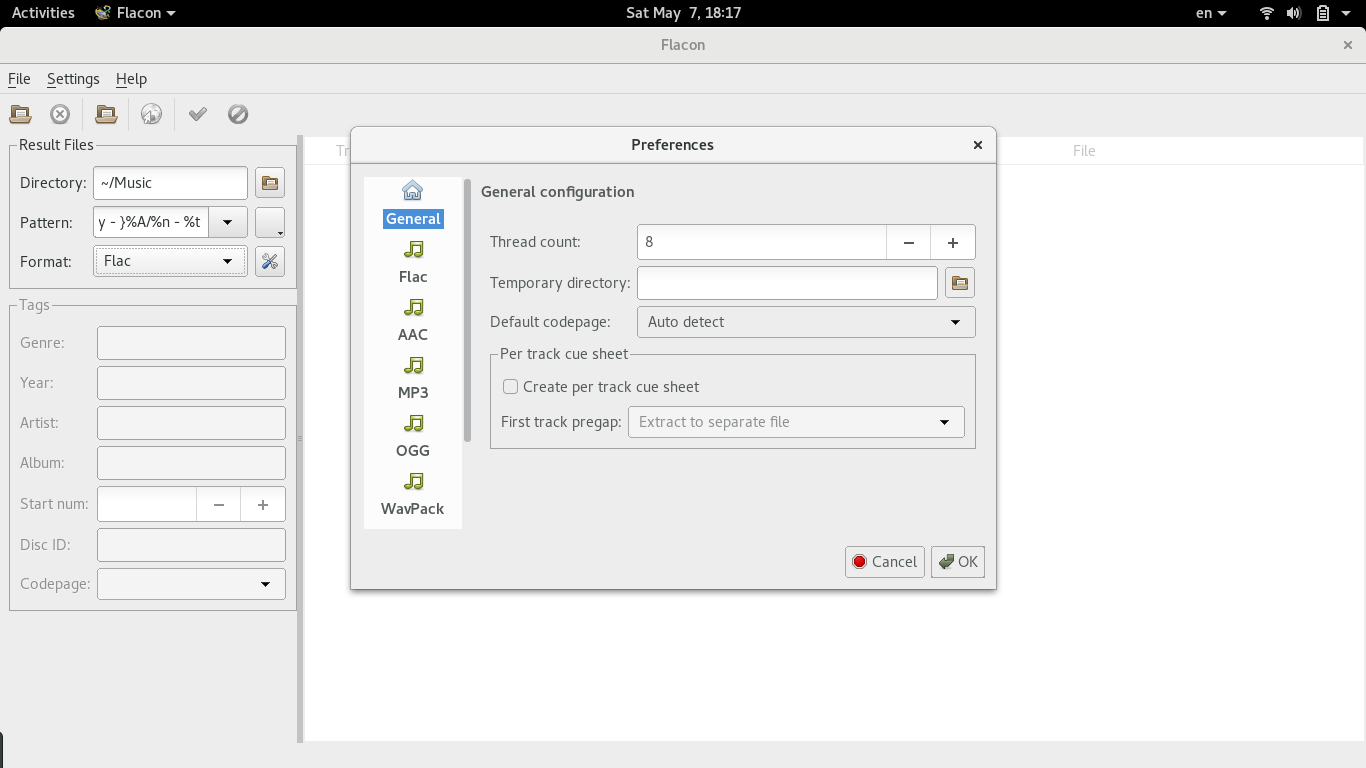 Activities Flacon Sat May 7, 18:17 en
Flacon
File Settings Help
Result Files
Directory: ~/Music
Pattern: y - }%A/%n - %t
Format: Flac
Tags
Genre:
Year:
Artist:
Album:
Start num:
Disc ID:
Codepage:
Tr
File
Preferences
General
Flac
AAC
MP3
OGG
WavPack
General configuration
Thread count: 8
Temporary directory:
Default codepage: Auto detect
Per track cue sheet
Create per track cue sheet
First track pregap: Extract to separate file
Cancel OK